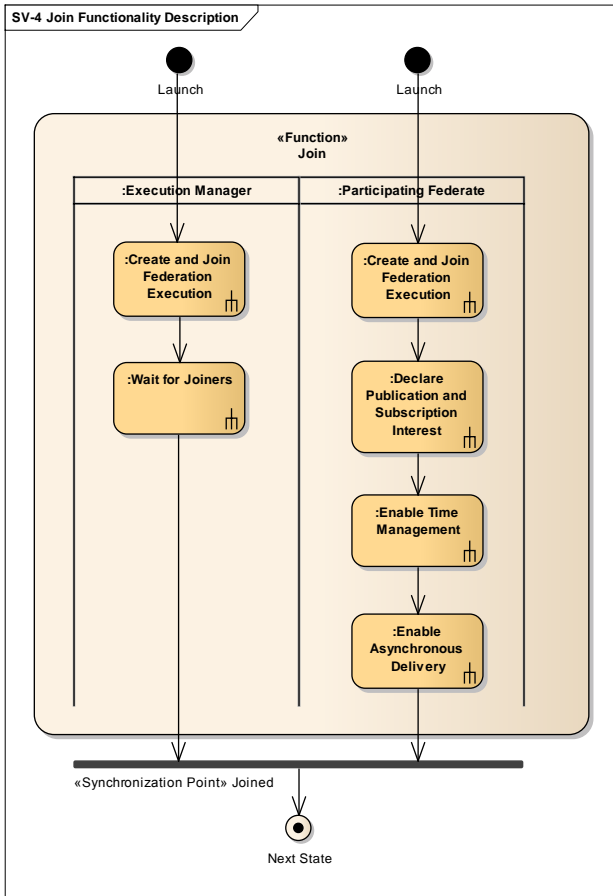 SV-4 Join Functionality Description
Launch
Launch
«Function»
Join
:Execution Manager
:Participating Federate
:Create and Join
Federation
Execution
:Wait for Joiners
:Create and Join
Federation
Execution
:Declare
Publication and
Subscription
Interest
:Enable Time
Management
:Enable
Asynchronous
Delivery
«Synchronization Point» Joined
Next State